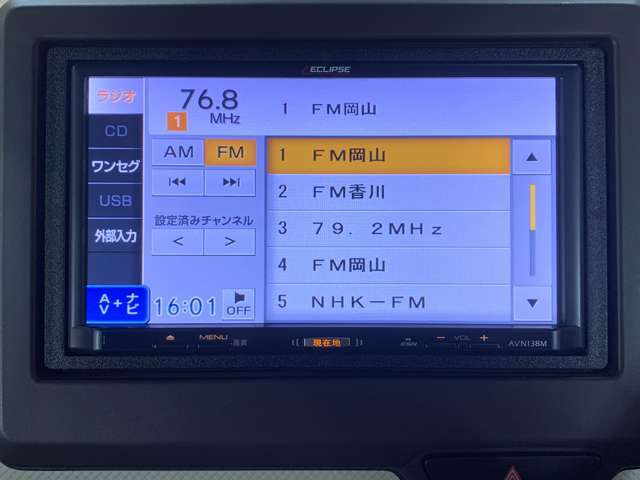 ECLIPSE
ラジオ
76.8
1
MHz
1 FM岡山
CD
AM
FM
1 FM岡山
ワンセグ
2 FM香川
USB
設定済みチャンネル
3 79.2MHz
外部入力
<
>
4 FM岡山
AV+ナビ
16:01
OFF
5 NHK-FM
MENU
画質
現在地
VOL
AVN138M